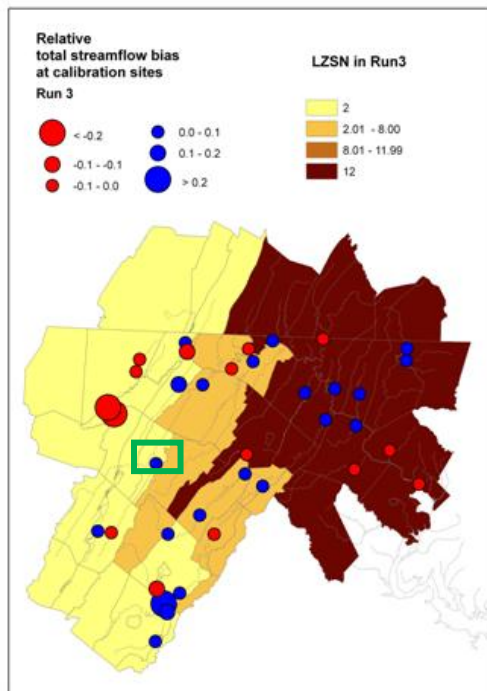 Relative
total streamflow bias
at calibration sites
Run 3
< -0.2
-0.1 - -0.1
-0.1 - 0.0
0.0 - 0.1
0.1 - 0.2
> 0.2
LZSN in Run3
2
2.01 - 8.00
8.01 - 11.99
12